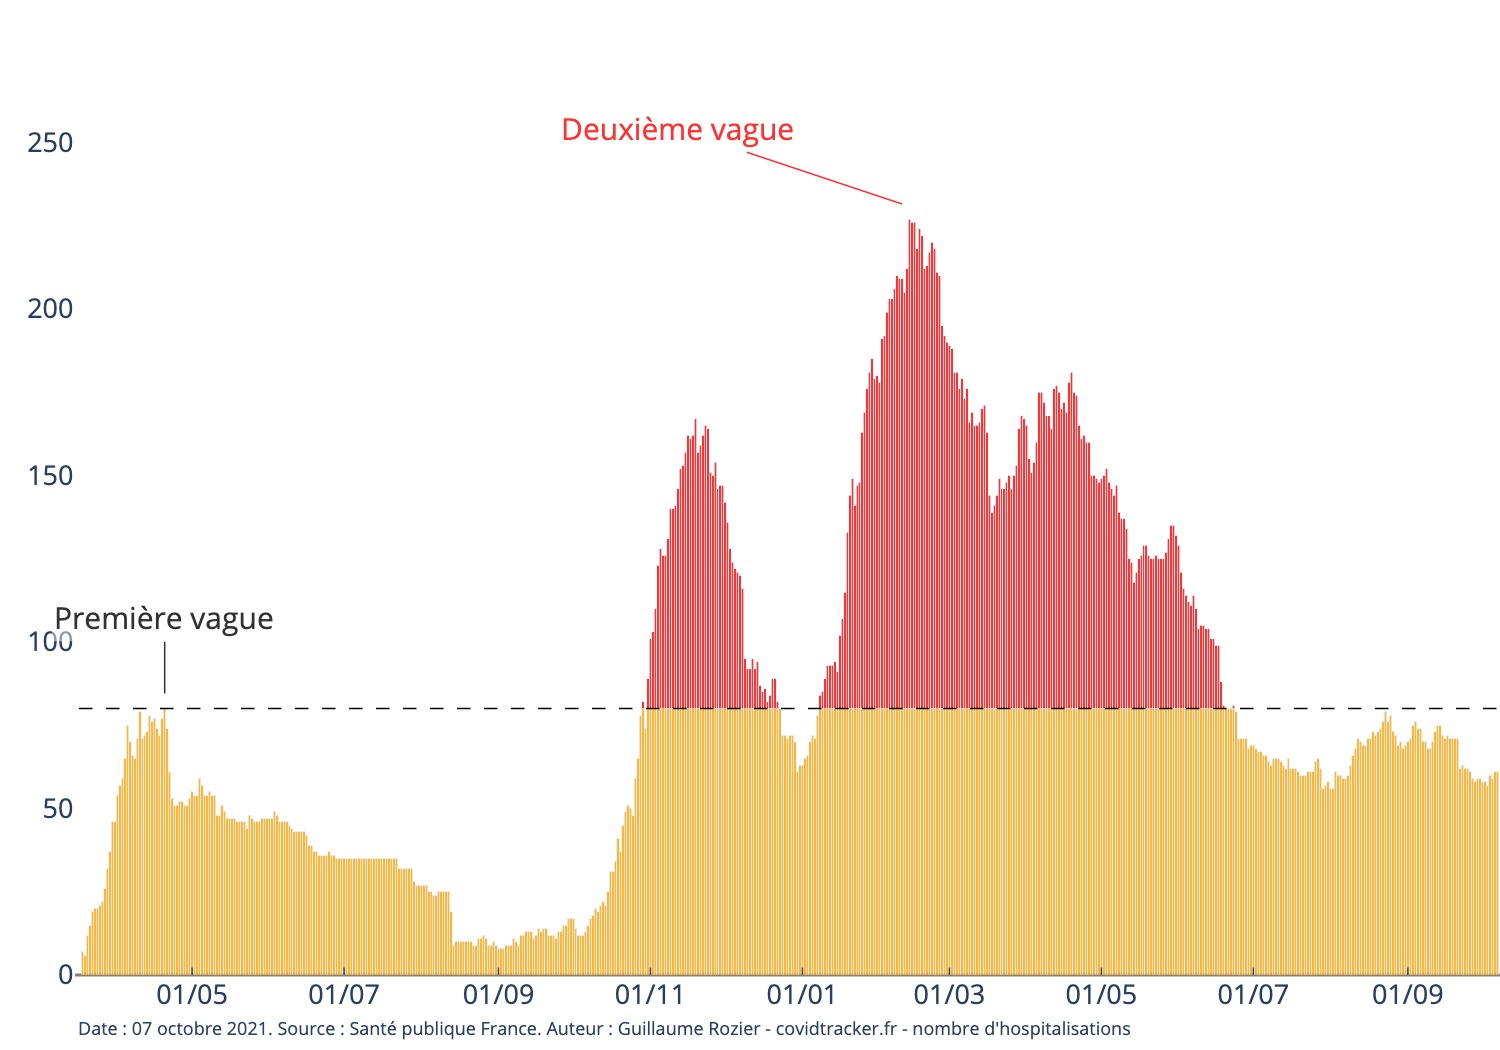 Deuxième vague
250
200
150
Première vague
100
50
0
01/05 01/07 01/09 01/11 01/01 01/03 01/05 01/07 01/09
Date : 07 octobre 2021. Source : Santé publique France. Auteur : Guillaume Rozier - covidtracker.fr - nombre d'hospitalisations